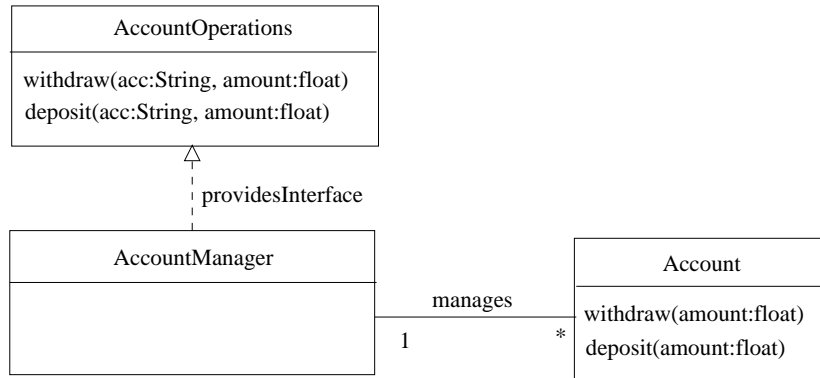 AccountOperations
withdraw(acc:String, amount:float)
deposit(acc:String, amount:float)
providesInterface
AccountManager
manages
1
*
Account
withdraw(amount:float)
deposit(amount:float)